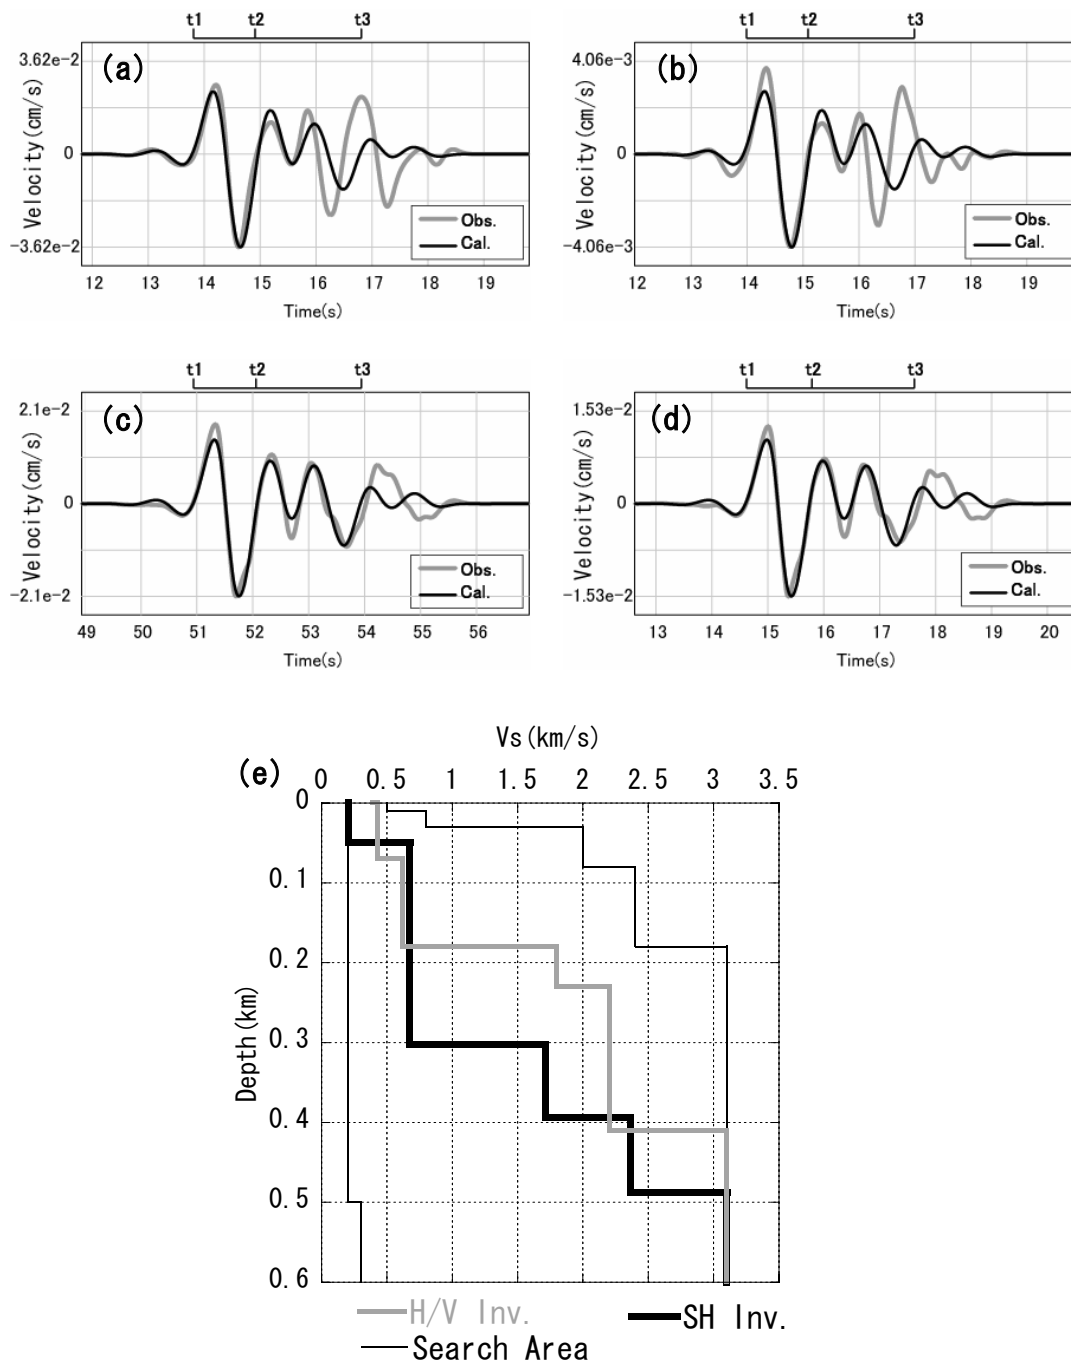 t1 t2 t3
(a)
3.62e-2
0
-3.62e-2
Velocity(cm/s)
Obs.
Cal.
12 13 14 15 16 17 18 19
Time(s)
t1 t2 t3
(b)
4.06e-3
0
-4.06e-3
Velocity(cm/s)
Obs.
Cal.
12 13 14 15 16 17 18 19
Time(s)
t1 t2 t3
(c)
2.1e-2
0
-2.1e-2
Velocity(cm/s)
Obs.
Cal.
49 50 51 52 53 54 55 56
Time(s)
t1 t2 t3
(d)
1.53e-2
0
-1.53e-2
Velocity(cm/s)
Obs.
Cal.
13 14 15 16 17 18 19 20
Time(s)
Vs(km/s)
(e)
0 0.5 1 1.5 2 2.5 3 3.5
0
0.1
0.2
0.3
0.4
0.5
0.6
Depth(km)
H/V Inv. SH Inv.
Search Area